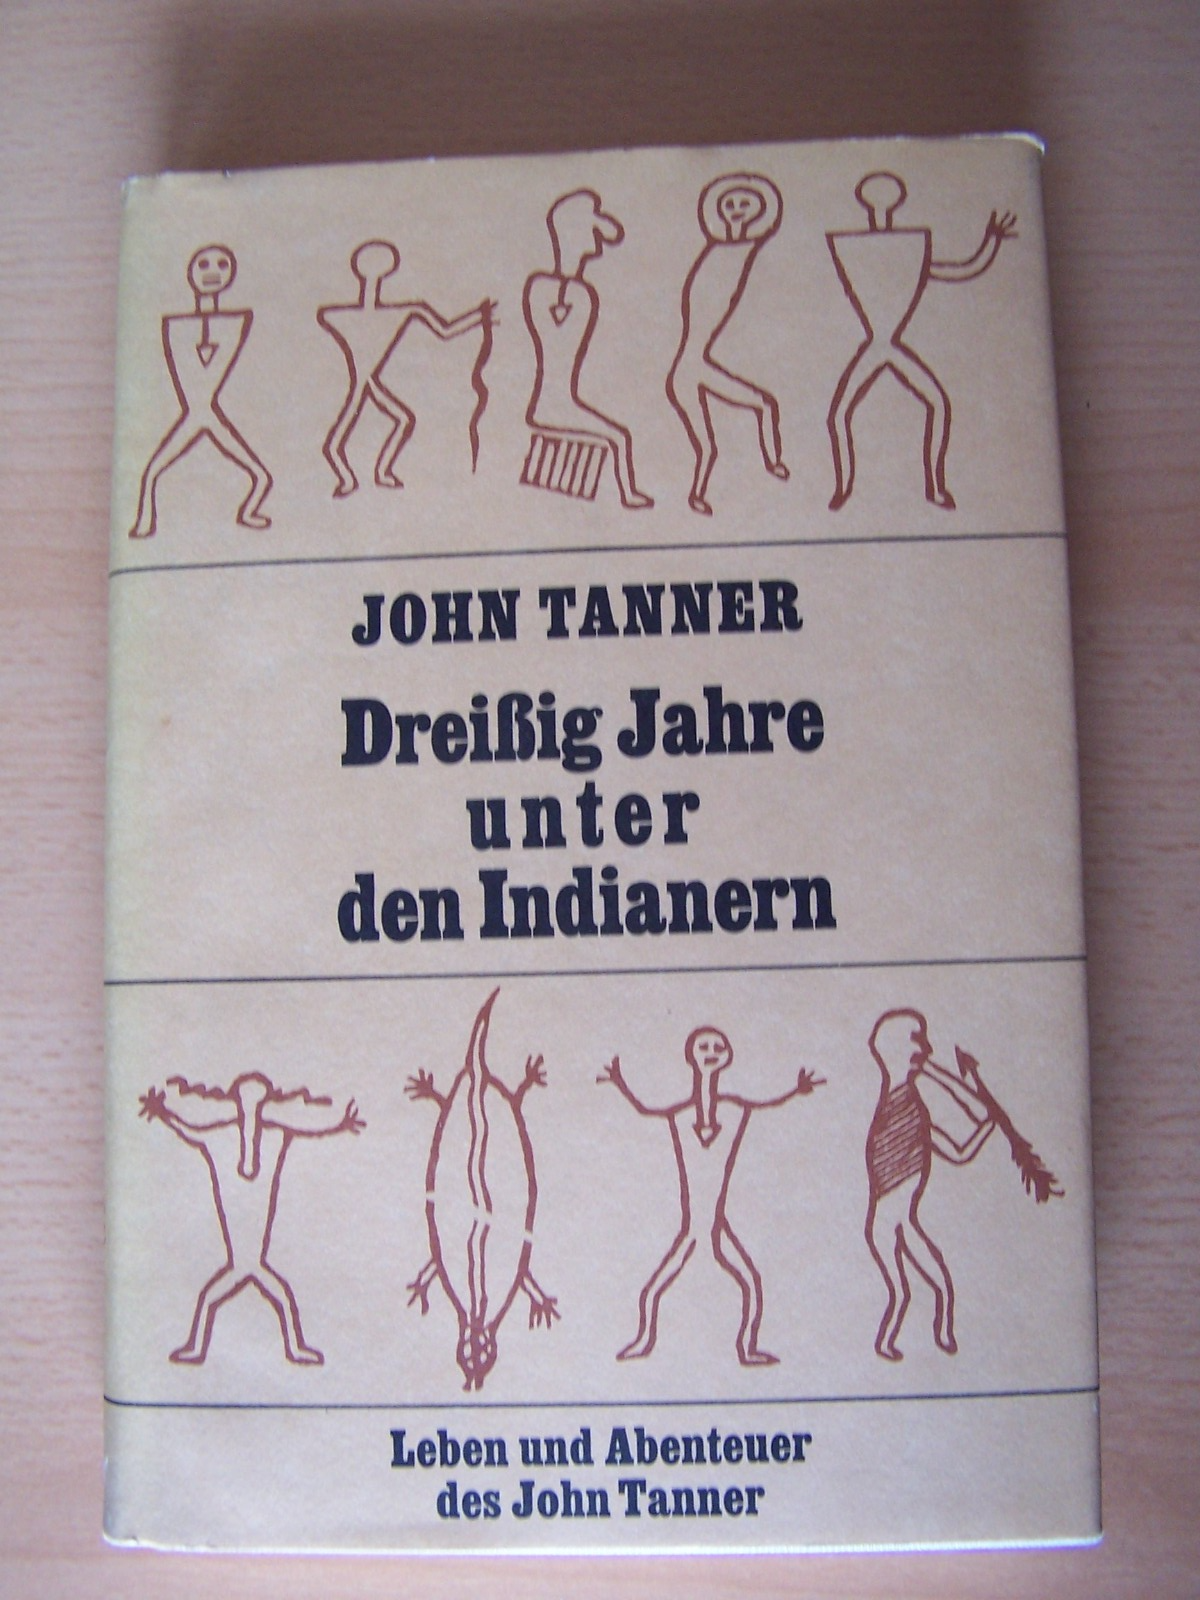 JOHN TANNER
Dreißig Jahre
unter
den Indianern
Leben und Abenteuer
des John Tanner